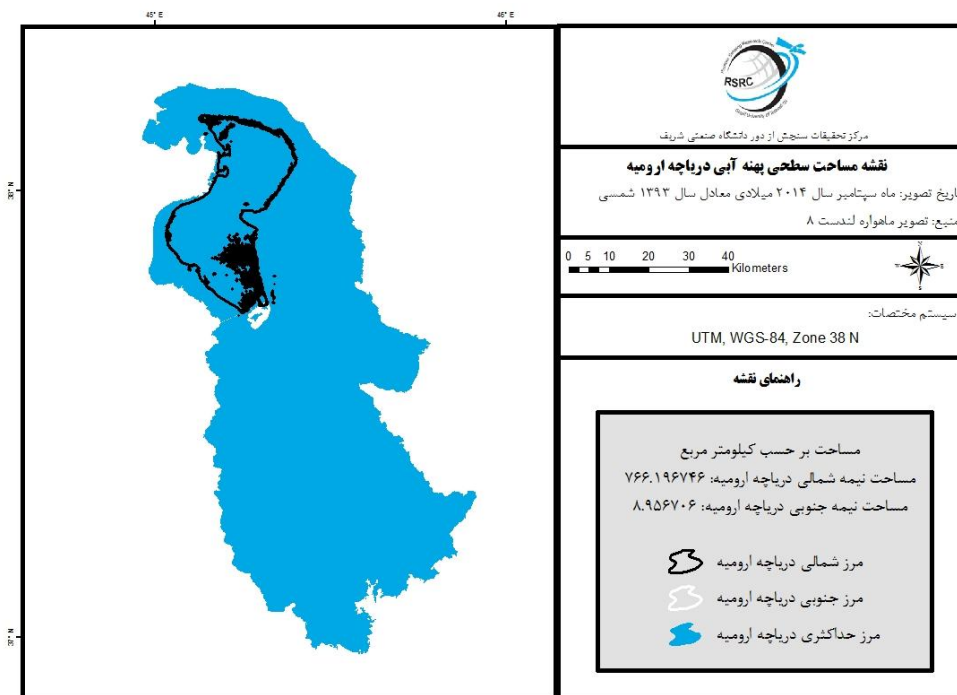 45° E
46° E
38° N
37° N
RSRC
مرکز تحقیقات سنجش از دور دانشگاه صنعتی شریف
نقشه مساحت سطحی پهنه آبی دریاچه ارومیه
تاریخ تصویر: ماه سپتامبر سال ۲۰۱۴ میلادی معادل سال ۱۳۹۳ شمسی
منبع: تصویر ماهواره لندست ۸
0 5 10 20 30 40 Kilometers
سیستم مختصات:
UTM, WGS-84, Zone 38 N
راهنمای نقشه
مساحت بر حسب کیلومتر مربع
مساحت نیمه شمالی دریاچه ارومیه: ۷۶۶.۱۹۶۷۴۶
مساحت نیمه جنوبی دریاچه ارومیه: ۸.۹۵۶۷۰۶
مرز شمالی دریاچه ارومیه
مرز جنوبی دریاچه ارومیه
مرز حداکثری دریاچه ارومیه